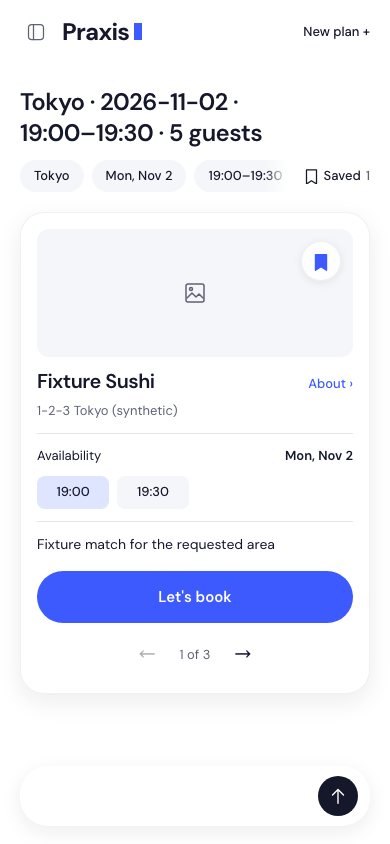 Praxis
New plan +
Tokyo · 2026-11-02 ·
19:00–19:30 · 5 guests
Tokyo
Mon, Nov 2
19:00–19:30
Saved 1
Fixture Sushi
About ›
1-2-3 Tokyo (synthetic)
Availability
Mon, Nov 2
19:00
19:30
Fixture match for the requested area
Let's book
← 1 of 3 →